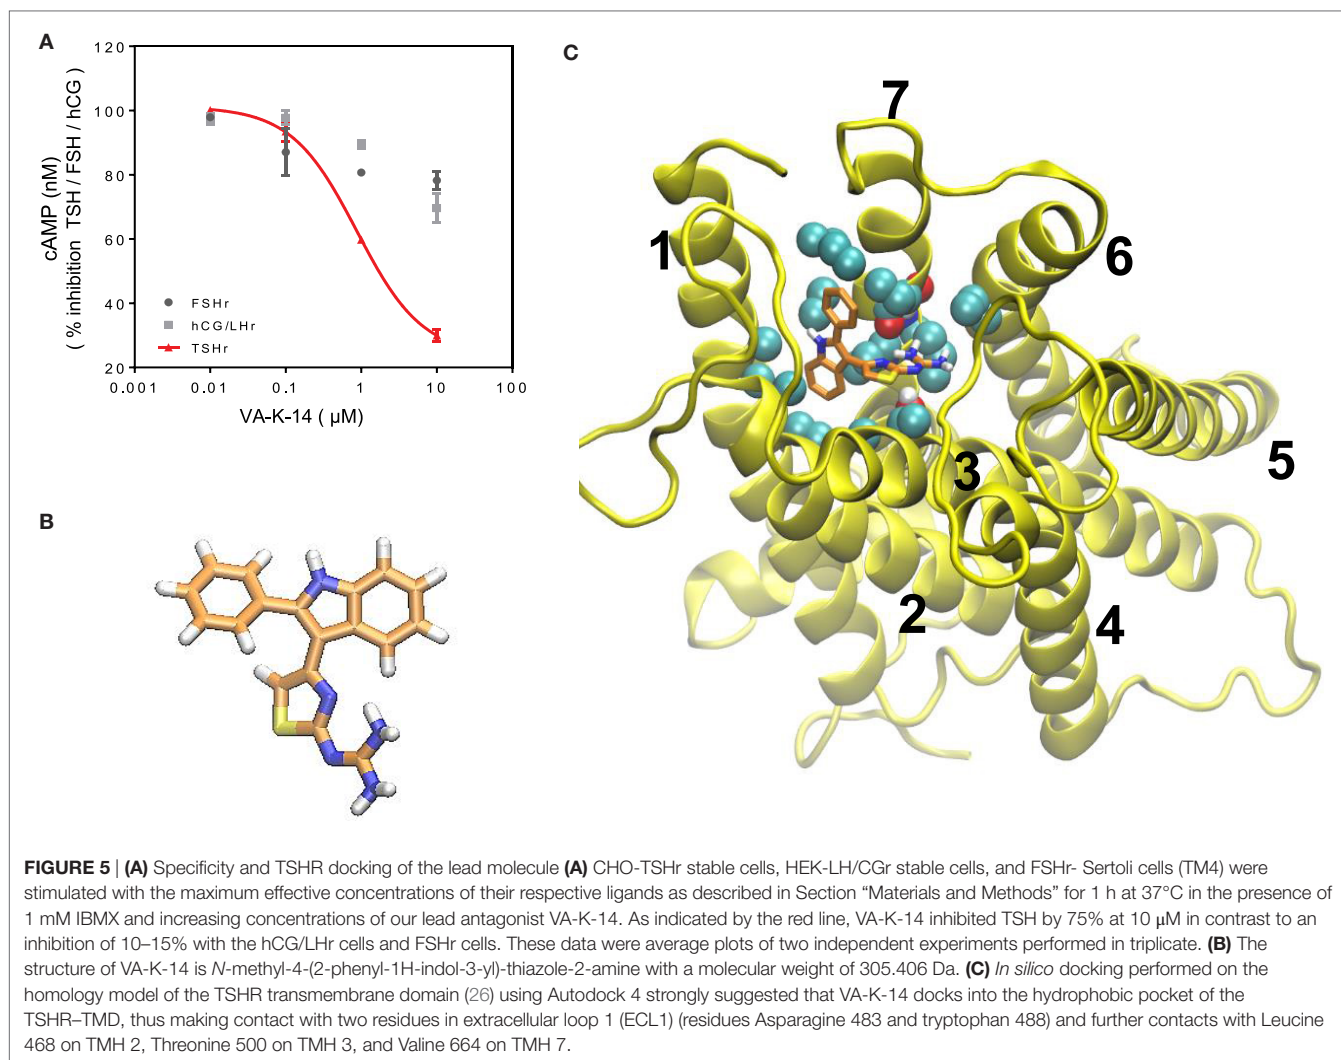 A
120
100
80
60
40
20
cAMP (nM)
( % inhibition TSH / FSH / hCG )
FSHr
hCG/LHr
TSHr
0.001 0.01 0.1 1 10 100
VA-K-14 ( µM)
B
C
7
1
6
3
5
2
4
FIGURE 5 | (A) Specificity and TSHR docking of the lead molecule (A) CHO-TSHr stable cells, HEK-LH/CGr stable cells, and FSHr- Sertoli cells (TM4) were
stimulated with the maximum effective concentrations of their respective ligands as described in Section “Materials and Methods” for 1 h at 37°C in the presence of
1 mM IBMX and increasing concentrations of our lead antagonist VA-K-14. As indicated by the red line, VA-K-14 inhibited TSH by 75% at 10 µM in contrast to an
inhibition of 10–15% with the hCG/LHr cells and FSHr cells. These data were average plots of two independent experiments performed in triplicate. (B) The
structure of VA-K-14 is N-methyl-4-(2-phenyl-1H-indol-3-yl)-thiazole-2-amine with a molecular weight of 305.406 Da. (C) In silico docking performed on the
homology model of the TSHR transmembrane domain (26) using Autodock 4 strongly suggested that VA-K-14 docks into the hydrophobic pocket of the
TSHR–TMD, thus making contact with two residues in extracellular loop 1 (ECL1) (residues Asparagine 483 and tryptophan 488) and further contacts with Leucine
468 on TMH 2, Threonine 500 on TMH 3, and Valine 664 on TMH 7.